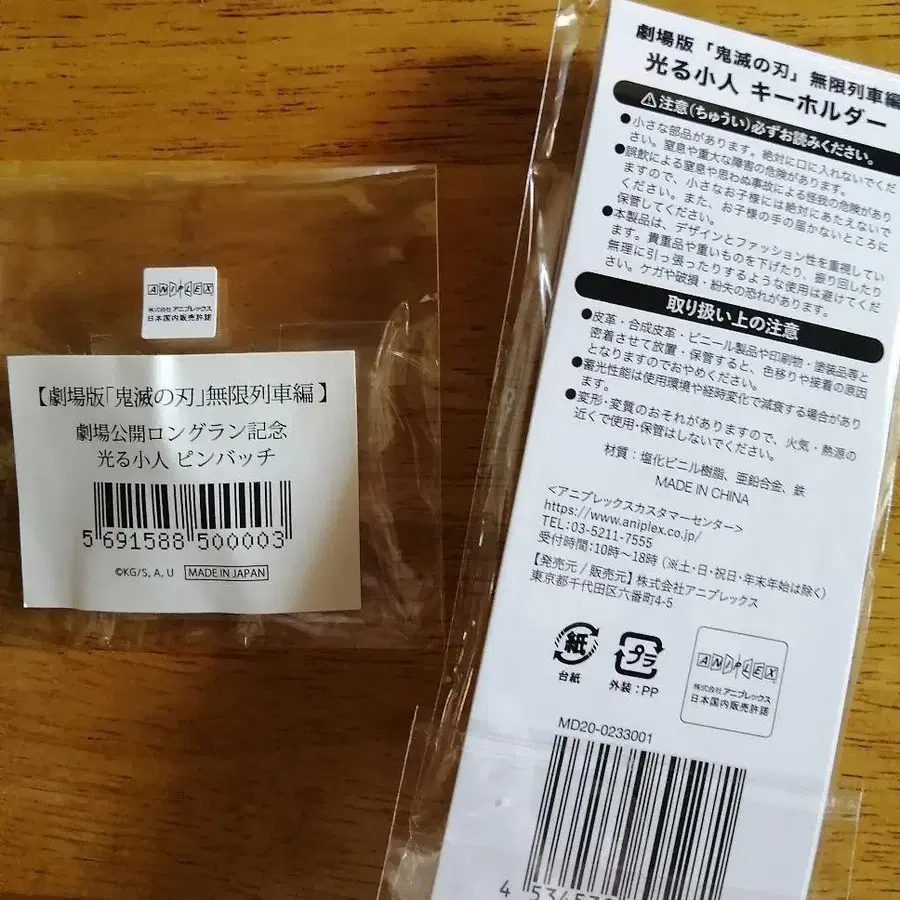 ANIPLEX
株式会社 アニプレックス
日本国内販売許諾
【劇場版「鬼滅の刃」無限列車編】
劇場公開ロングラン記念
光る小人 ピンバッチ
5 691588 500003
©KG/S, A, U MADE IN JAPAN
劇場版「鬼滅の刃」無限列車編
光る小人 キーホルダー
⚠注意(ちゅうい)必ずお読みください。
●小さな部品があります。絶対に口に入れないでくだ
さい。窒息や重大な障害の危険があります。
●誤飲による窒息や思わぬ事故による怪我の危険があり
ますので、小さなお子様には絶対にあたえないで
ください。また、お子様の手の届かないところに
保管してください。
●本製品は、デザインとファッション性を重視してい
ます。貴重品や重いものを下げたり、振り回したり
無理に引っ張ったりするような使用は避けてくだ
さい。ケガや破損・紛失の恐れがあります。
取り扱い上の注意
●皮革・合成皮革・ビニール製品や印刷物・塗装品等と
密着させて放置・保管すると、色移りや接着の原因
となりますのでおやめください。
●蓄光性能は使用環境や経時変化で減衰する場合があり
ます。
●変形・変質のおそれがありますので、火気・熱源の
近くで使用・保管はしないでください。
材質：塩化ビニル樹脂、亜鉛合金、鉄
MADE IN CHINA
<アニプレックスカスタマーセンター>
https://www.aniplex.co.jp/
TEL:03-5211-7555
受付時間：10時～18時（※土・日・祝日・年末年始は除く）
【発売元 / 販売元】株式会社アニプレックス
東京都千代田区六番町4-5
紙
台紙
プラ
外装：PP
ANIPLEX
株式会社 アニプレックス
日本国内販売許諾
MD20-0233001
4 53453